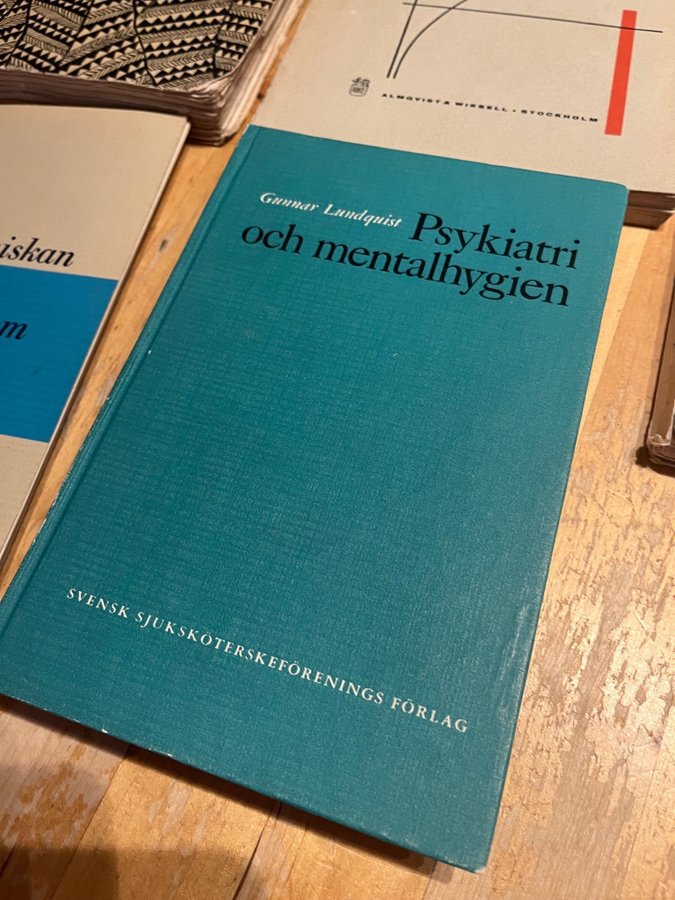 ALMQVIST & WIKSELL • STOCKHOLM
iskan
m
Gunnar Lundquist Psykiatri
och mentalhygien
SVENSK SJUKSKÖTERSKEFÖRENINGS FÖRLAG